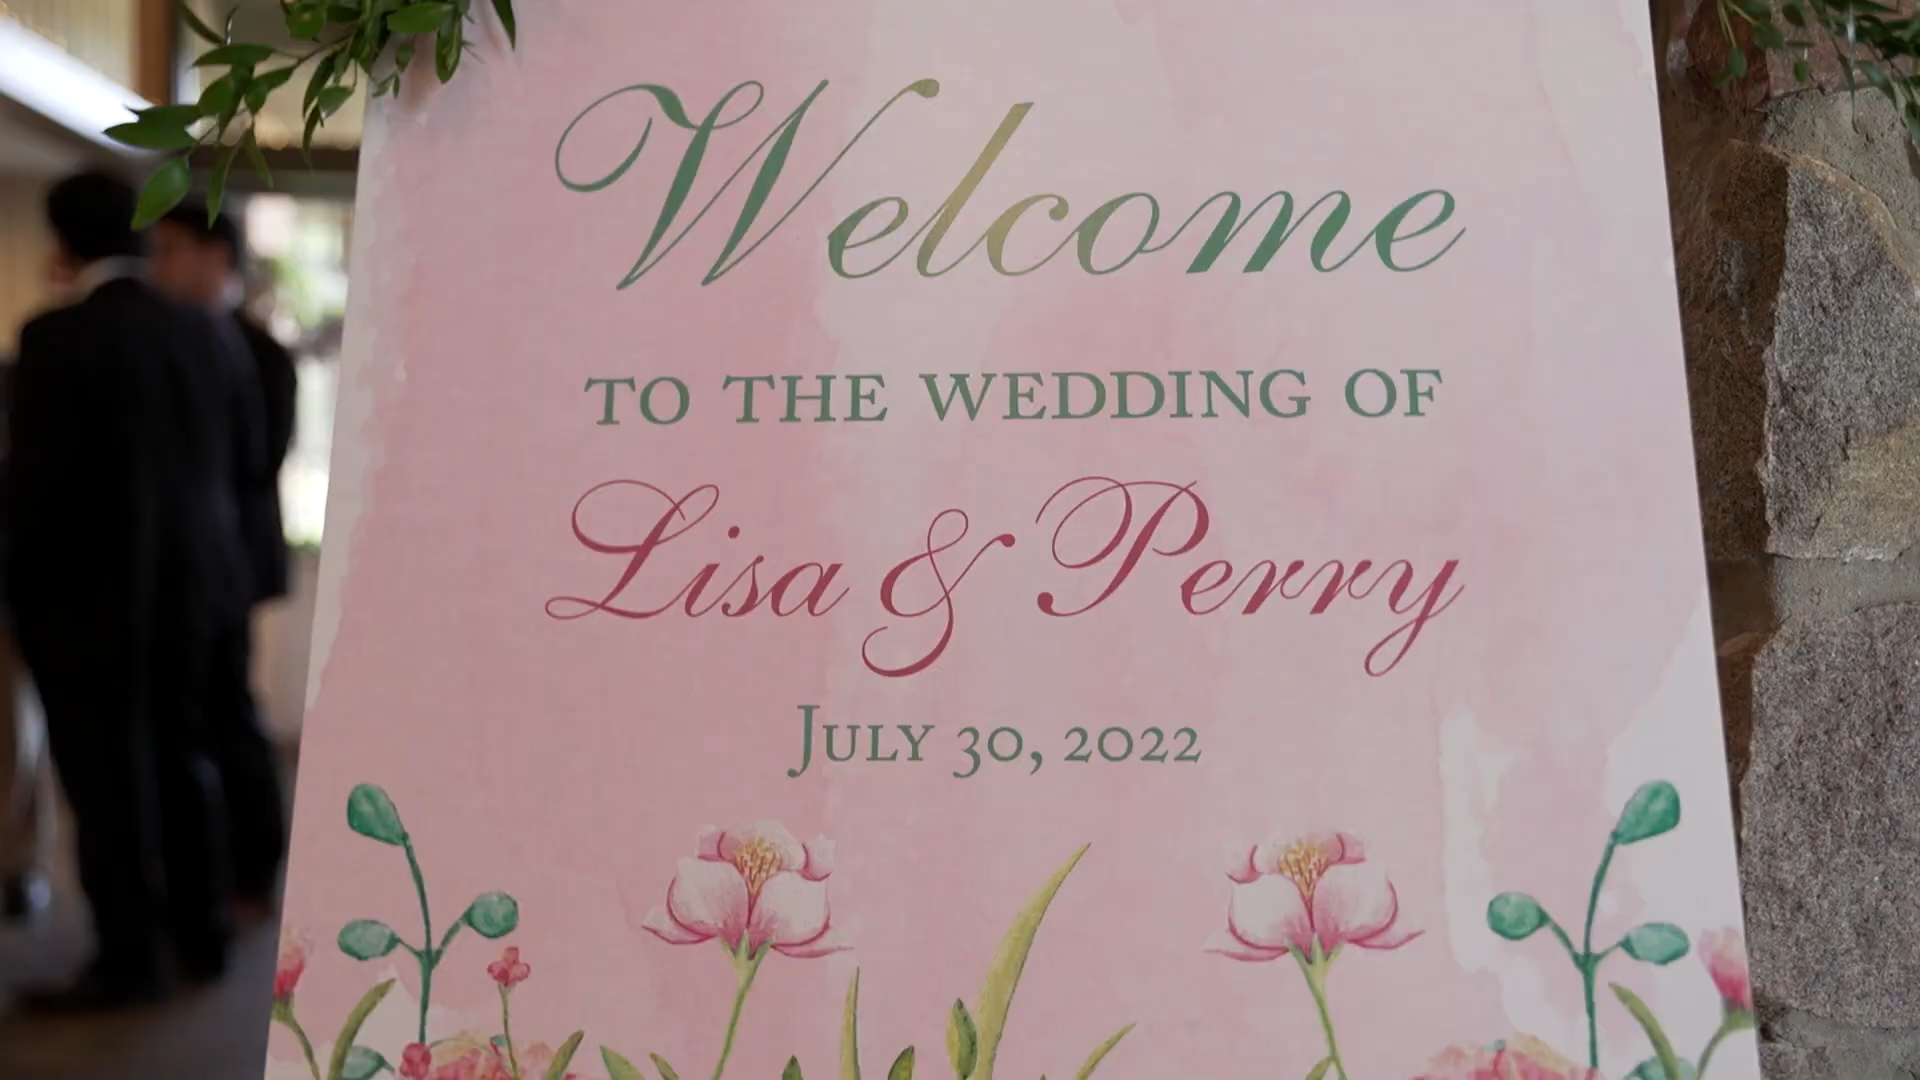 Welcome
TO THE WEDDING OF
Lisa & Perry
JULY 30, 2022